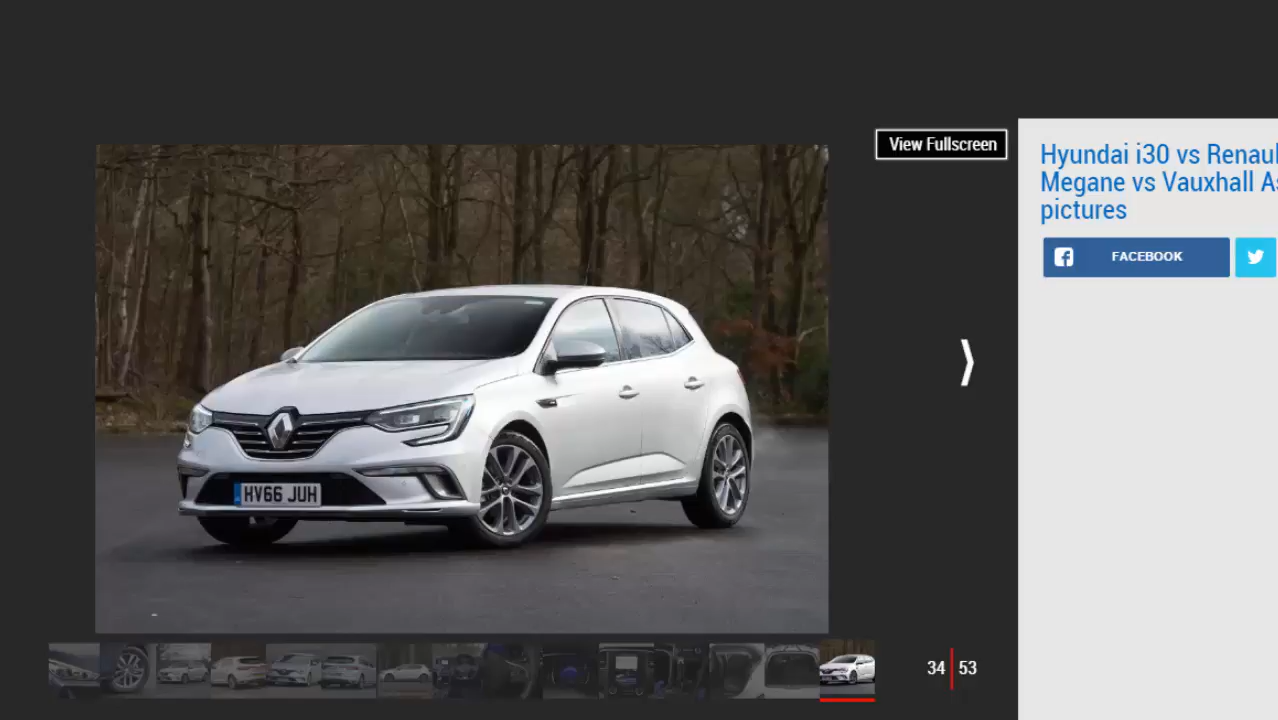 View Fullscreen
Hyundai i30 vs Renaul
Megane vs Vauxhall As
pictures
FACEBOOK
HV66 JUH
34 53